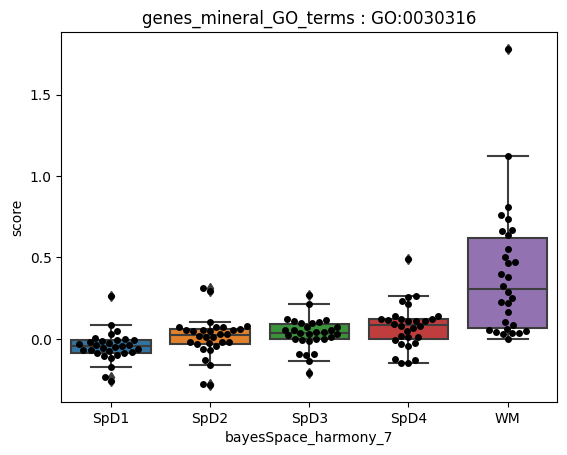 genes_mineral_GO_terms : GO:0030316
score
1.5
1.0
0.5
0.0
SpD1 SpD2 SpD3 SpD4 WM
bayesSpace_harmony_7